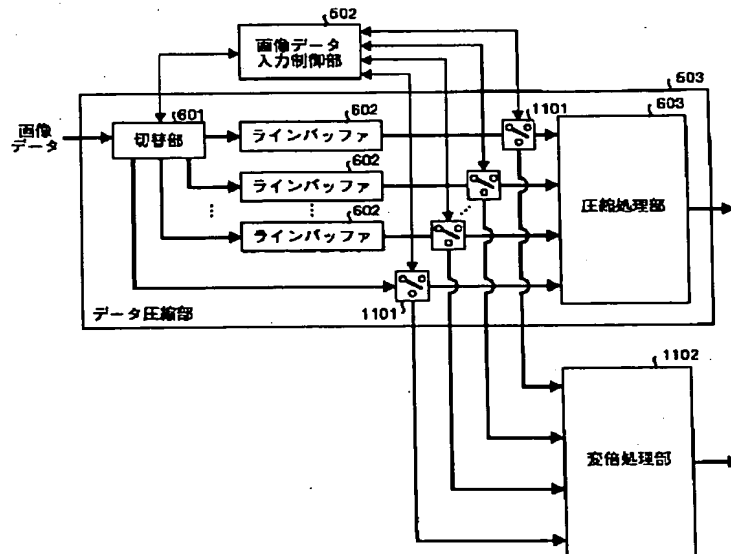 502
画像データ
入力制御部
503
画像
データ
601
切替部
602
ラインバッファ
1101
603
602
ラインバッファ
圧縮処理部
602
ラインバッファ
データ圧縮部
1101
1102
変倍処理部